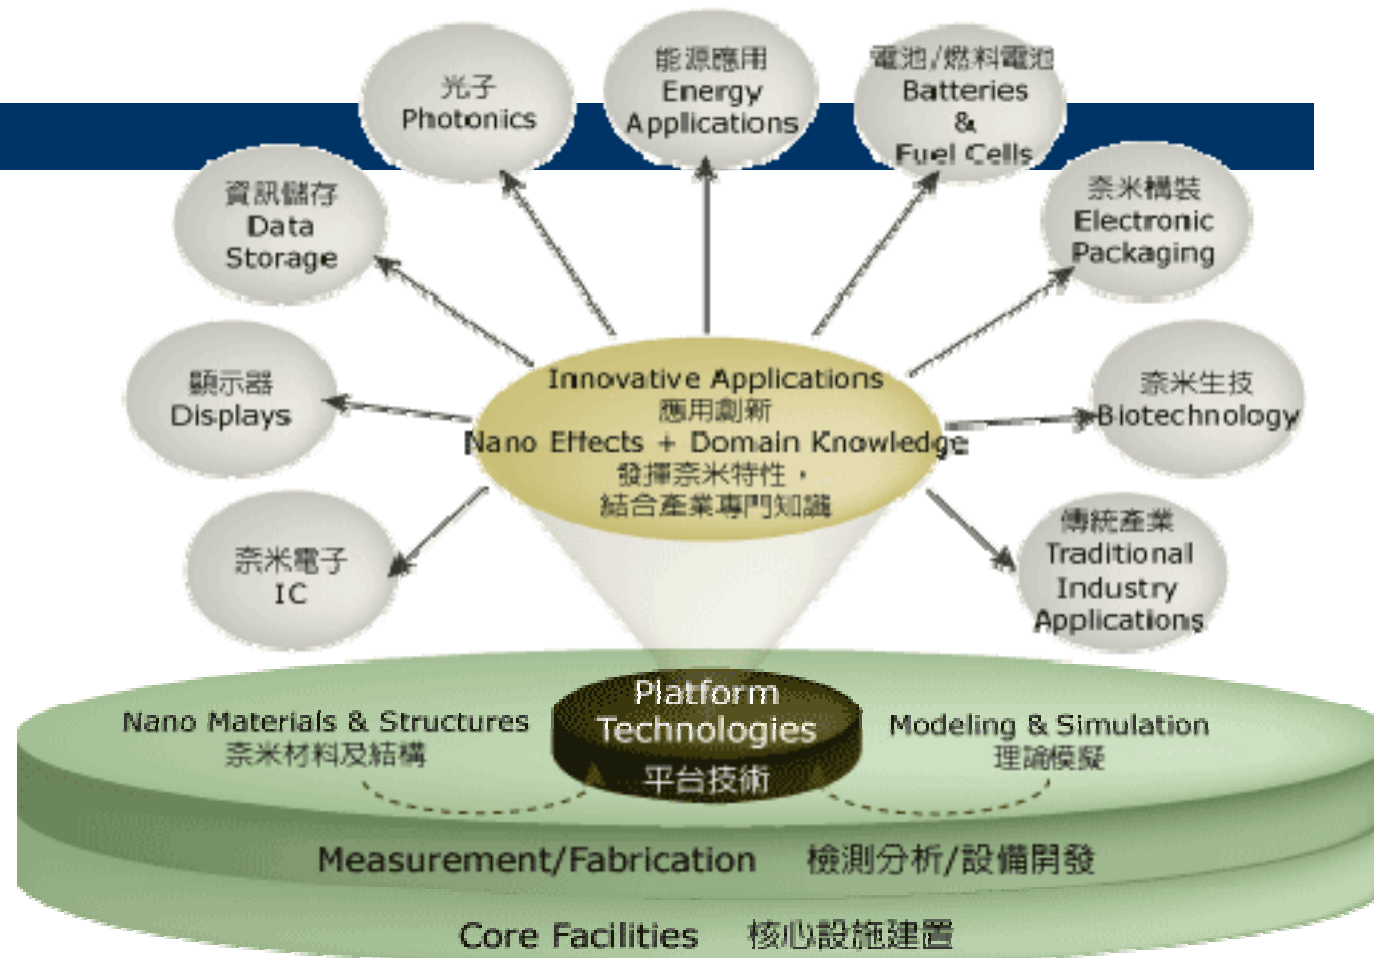 能源應用
Energy
Applications
電池/燃料電池
Batteries
&
Fuel Cells
光子
Photonics
資訊儲存
Data
Storage
奈米構裝
Electronic
Packaging
顯示器
Displays
Innovative Applications
應用創新
Nano Effects + Domain Knowledge
發揮奈米特性，
結合產業專門知識
奈米生技
Biotechnology
奈米電子
IC
傳統產業
Traditional
Industry
Applications
Platform
Technologies
平台技術
Nano Materials & Structures
奈米材料及結構
Modeling & Simulation
理論模擬
Measurement/Fabrication 檢測分析/設備開發
Core Facilities 核心設施建置